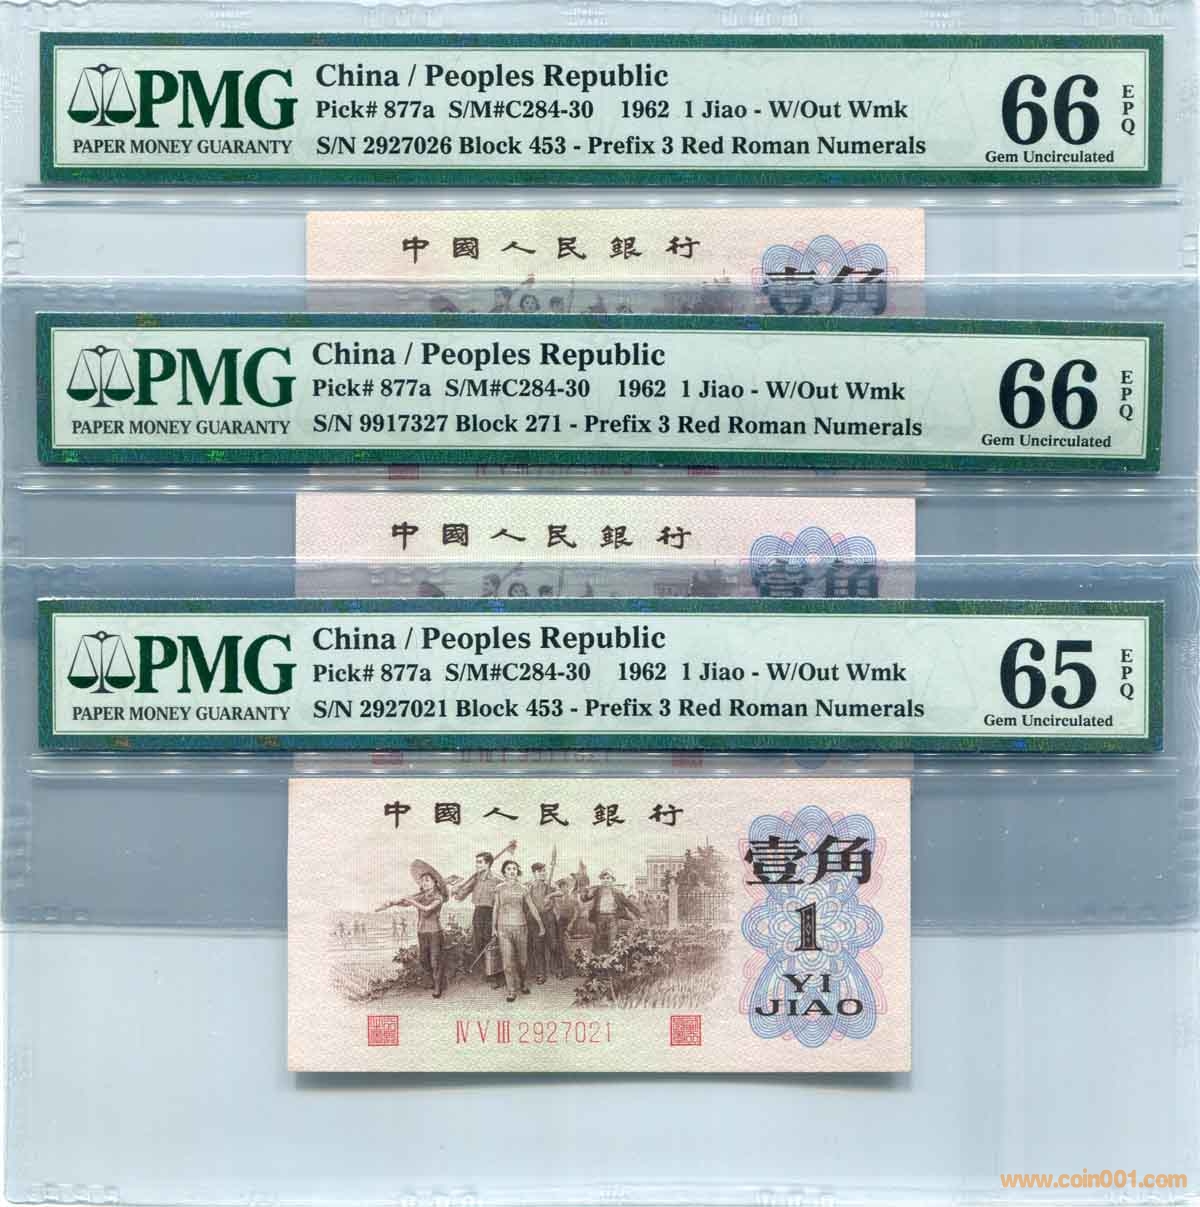 PMG
PAPER MONEY GUARANTY
China / Peoples Republic
Pick# 877a S/M#C284-30 1962 1 Jiao - W/Out Wmk
S/N 2927026 Block 453 - Prefix 3 Red Roman Numerals
66
EPQ
Gem Uncirculated
中國人民銀行
壹角
PMG
PAPER MONEY GUARANTY
China / Peoples Republic
Pick# 877a S/M#C284-30 1962 1 Jiao - W/Out Wmk
S/N 9917327 Block 271 - Prefix 3 Red Roman Numerals
66
EPQ
Gem Uncirculated
中國人民銀行
壹角
PMG
PAPER MONEY GUARANTY
China / Peoples Republic
Pick# 877a S/M#C284-30 1962 1 Jiao - W/Out Wmk
S/N 2927021 Block 453 - Prefix 3 Red Roman Numerals
65
EPQ
Gem Uncirculated
中國人民銀行
壹角
1
YI
JIAO
IV V III 2927021
www.coin001.com